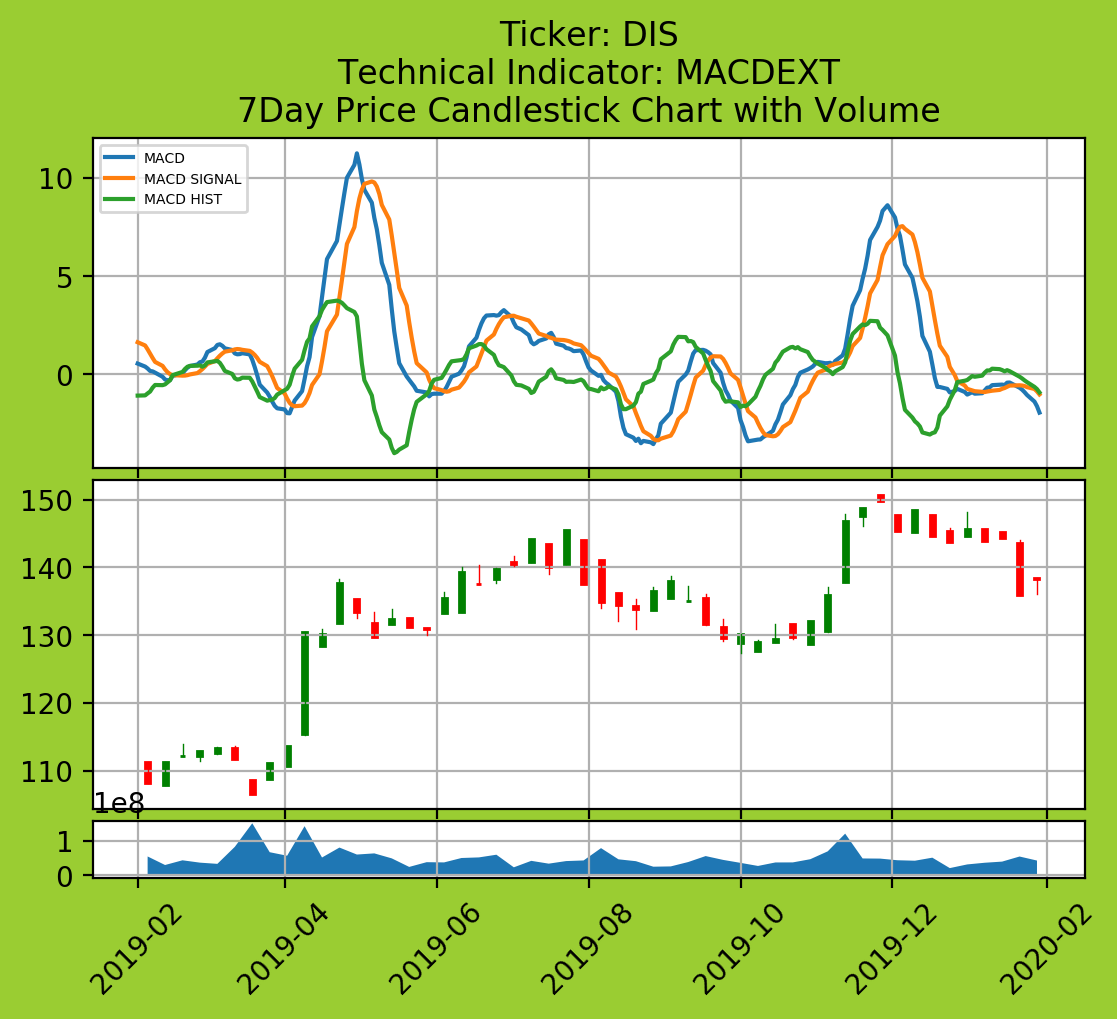 Ticker: DIS
Technical Indicator: MACDEXT
7Day Price Candlestick Chart with Volume
MACD
MACD SIGNAL
MACD HIST
10
5
0
150
140
130
120
110
1e8
1
0
2019-02
2019-04
2019-06
2019-08
2019-10
2019-12
2020-02